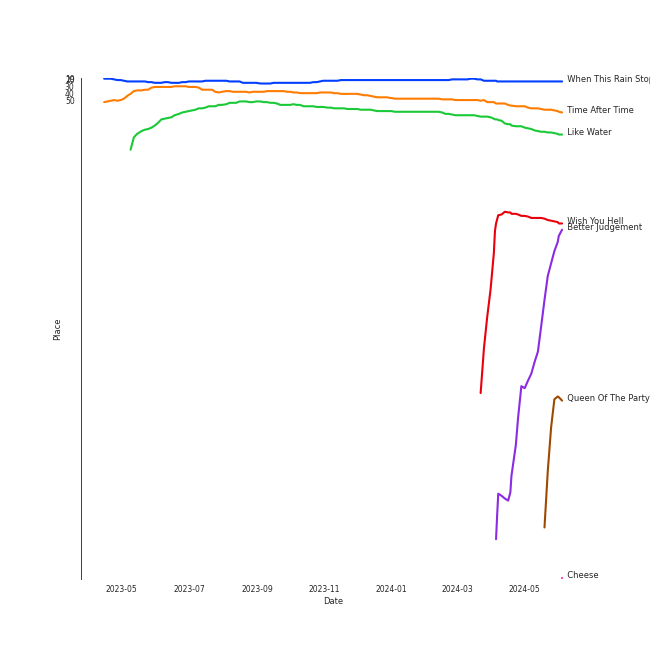 10
20
30
40
50
When This Rain Stop
Time After Time
Like Water
Wish You Hell
Better Judgement
Queen Of The Party
Cheese
Place
2023-05
2023-07
2023-09
2023-11
2024-01
2024-03
2024-05
Date